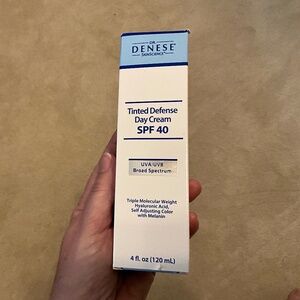 DR.
DENESE
SkinScience™
Tinted Defense
Day Cream
SPF 40
UVA/UVB
Broad Spectrum
Triple Molecular Weight
Hyaluronic Acid,
Self Adjusting Color
with Melanin
4 fl. oz (120 mL)